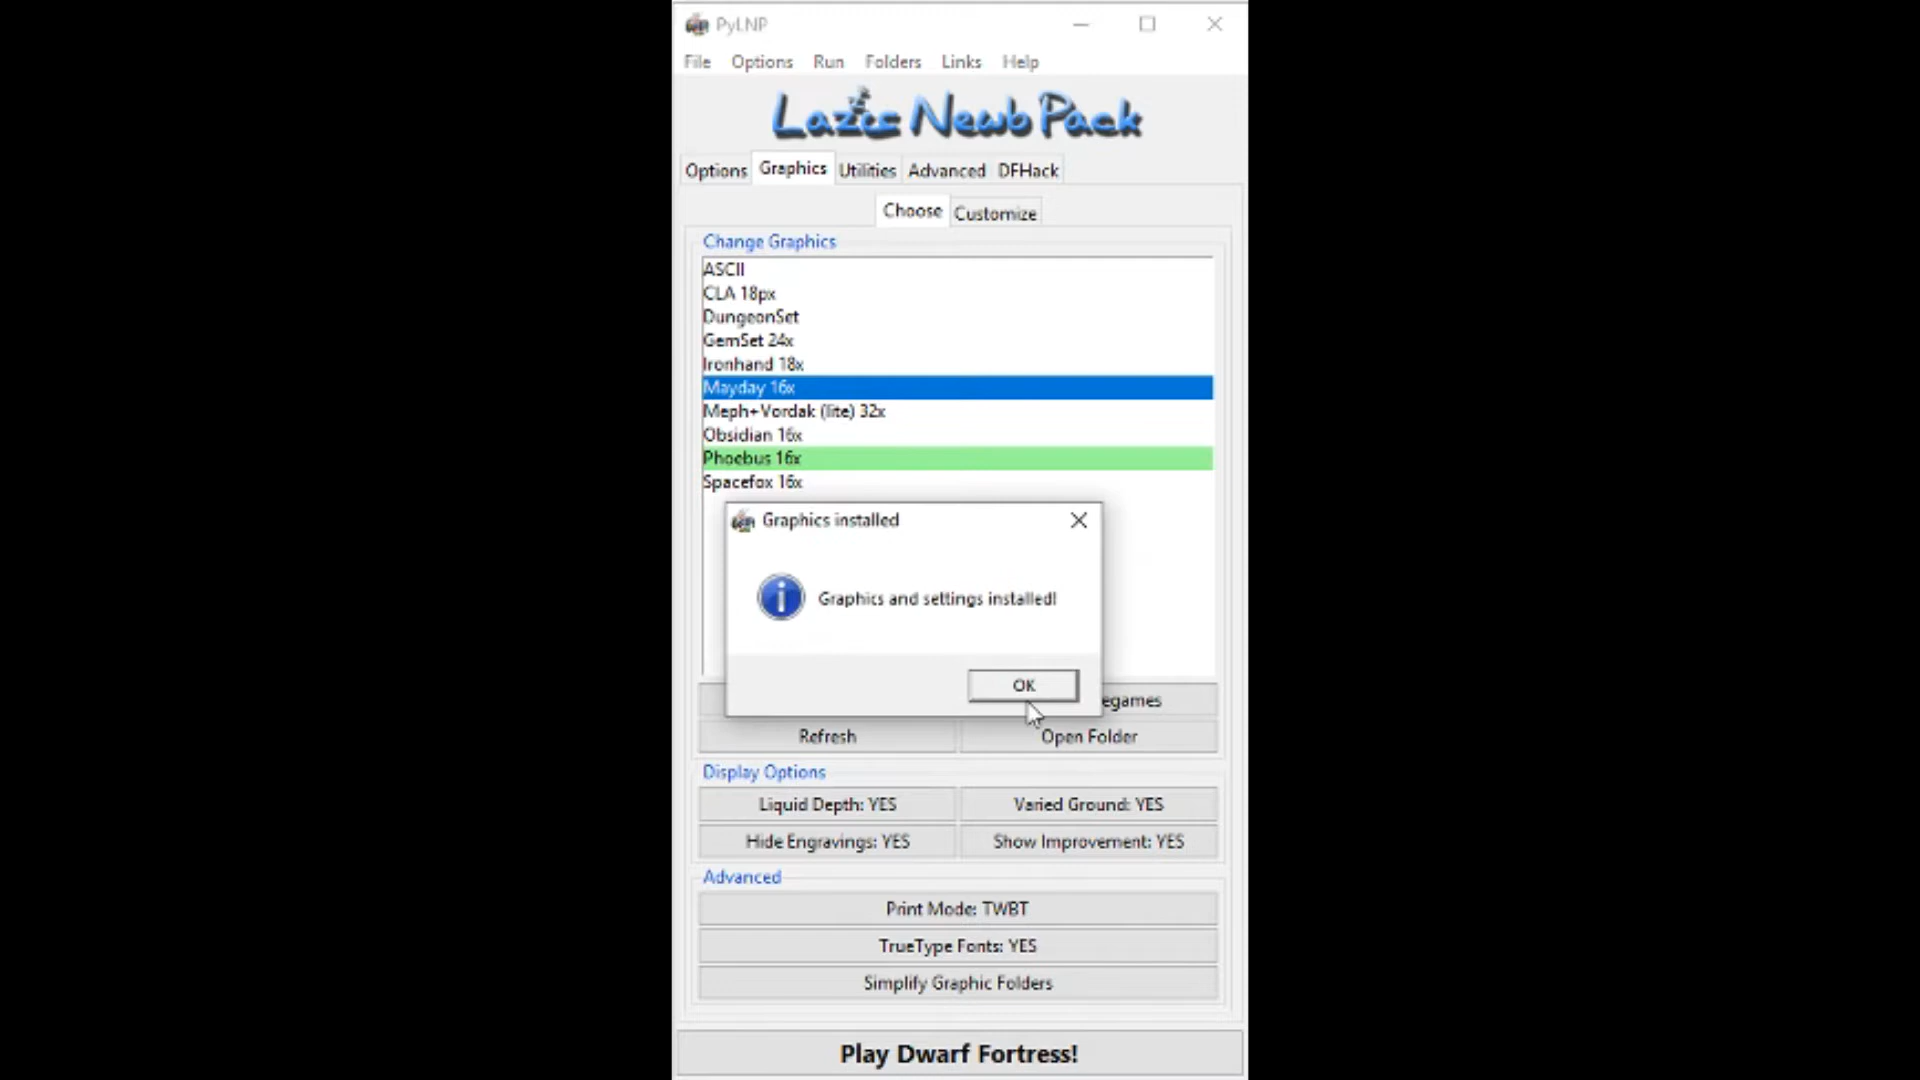 PyLNP
File Options Run Folders Links Help
Lazy Newb Pack
Options Graphics Utilities Advanced DFHack
Choose Customize
Change Graphics
ASCII
CLA 18px
DungeonSet
GemSet 24x
Ironhand 18x
Mayday 16x
Meph+Vordak (lite) 32x
Obsidian 16x
Phoebus 16x
Spacefox 16x
Graphics installed
Graphics and settings installed!
OK
egames
Refresh Open Folder
Display Options
Liquid Depth: YES Varied Ground: YES
Hide Engravings: YES Show Improvement: YES
Advanced
Print Mode: TWBT
TrueType Fonts: YES
Simplify Graphic Folders
Play Dwarf Fortress!